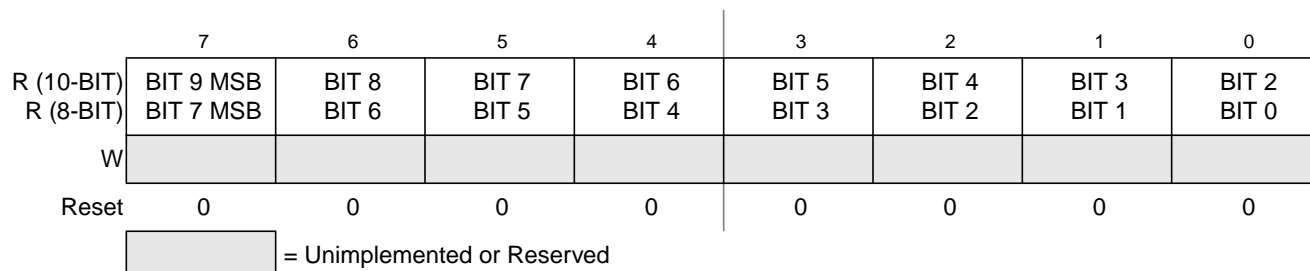 7 6 5 4 3 2 1 0
R (10-BIT) BIT 9 MSB BIT 8 BIT 7 BIT 6 BIT 5 BIT 4 BIT 3 BIT 2
R (8-BIT) BIT 7 MSB BIT 6 BIT 5 BIT 4 BIT 3 BIT 2 BIT 1 BIT 0
W
Reset 0 0 0 0 0 0 0 0
= Unimplemented or Reserved